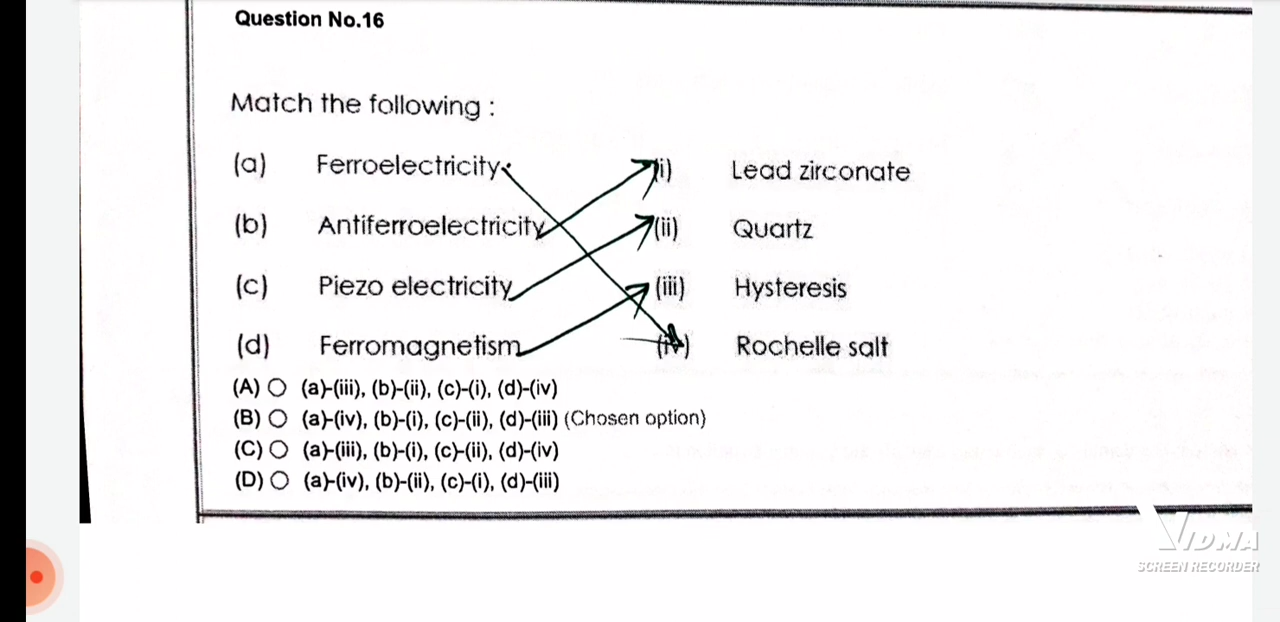 Question No.16
Match the following :
(a) Ferroelectricity (i) Lead zirconate
(b) Antiferroelectricity (ii) Quartz
(c) Piezo electricity (iii) Hysteresis
(d) Ferromagnetism (iv) Rochelle salt
(A) (a)-(iii), (b)-(ii), (c)-(i), (d)-(iv)
(B) (a)-(iv), (b)-(i), (c)-(ii), (d)-(iii) (Chosen option)
(C) (a)-(iii), (b)-(i), (c)-(ii), (d)-(iv)
(D) (a)-(iv), (b)-(ii), (c)-(i), (d)-(iii)
VIDMA
SCREEN RECORDER